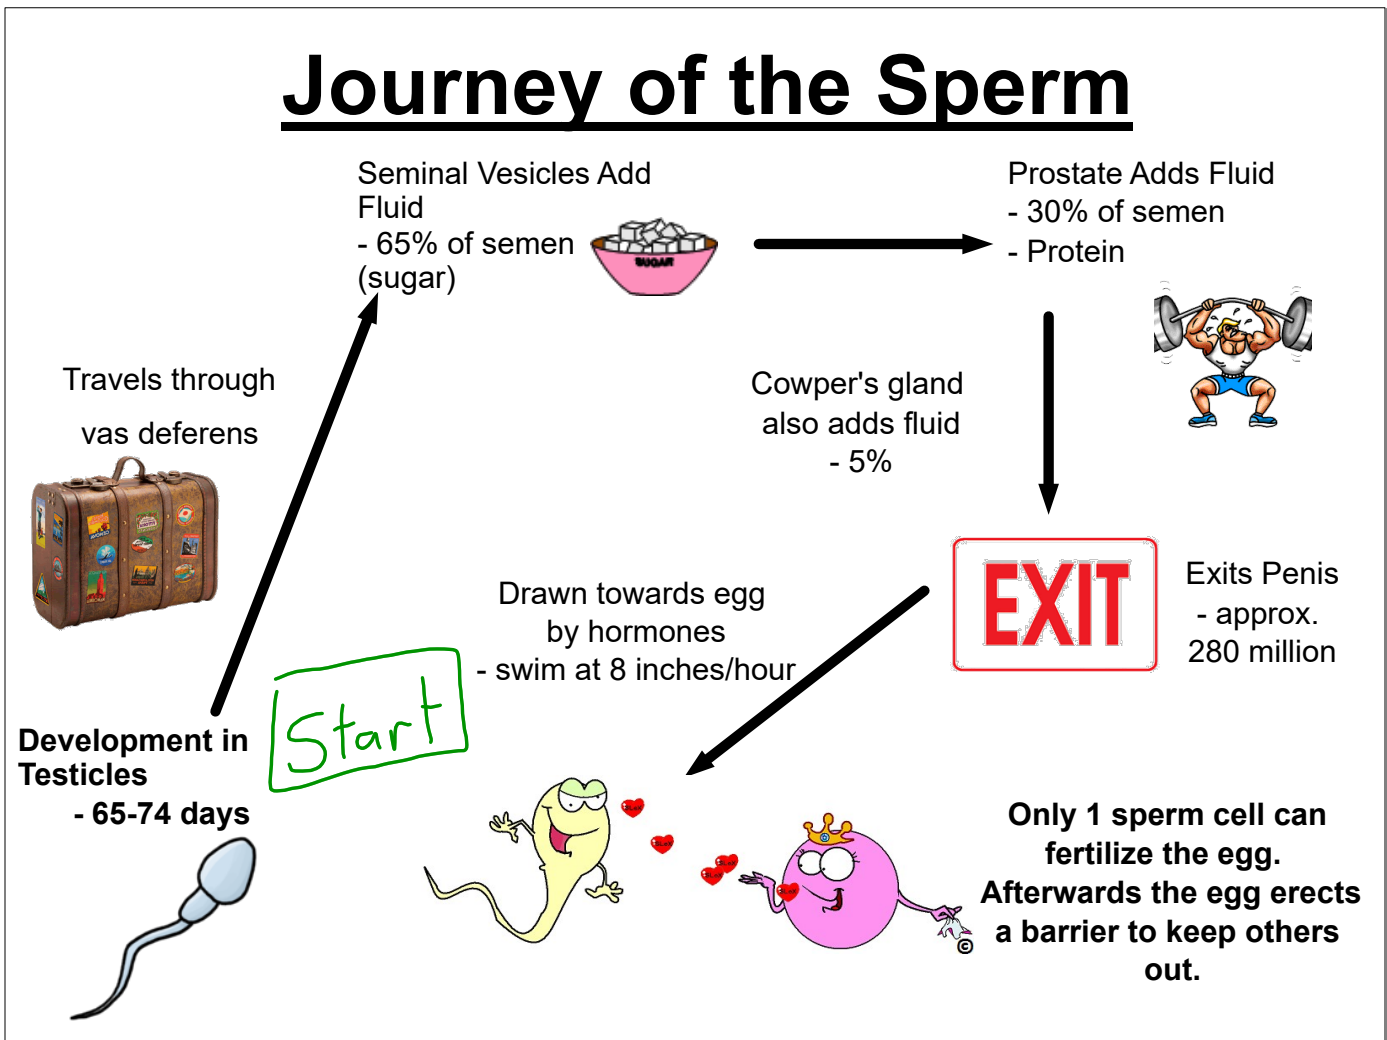 Journey of the Sperm
Seminal Vesicles Add
Fluid
- 65% of semen
(sugar)
SUGAR
Prostate Adds Fluid
- 30% of semen
- Protein
Travels through
vas deferens
Cowper's gland
also adds fluid
- 5%
EXIT
Exits Penis
- approx.
280 million
Drawn towards egg
by hormones
- swim at 8 inches/hour
Start
Development in
Testicles
- 65-74 days
Only 1 sperm cell can
fertilize the egg.
Afterwards the egg erects
a barrier to keep others
out.
©